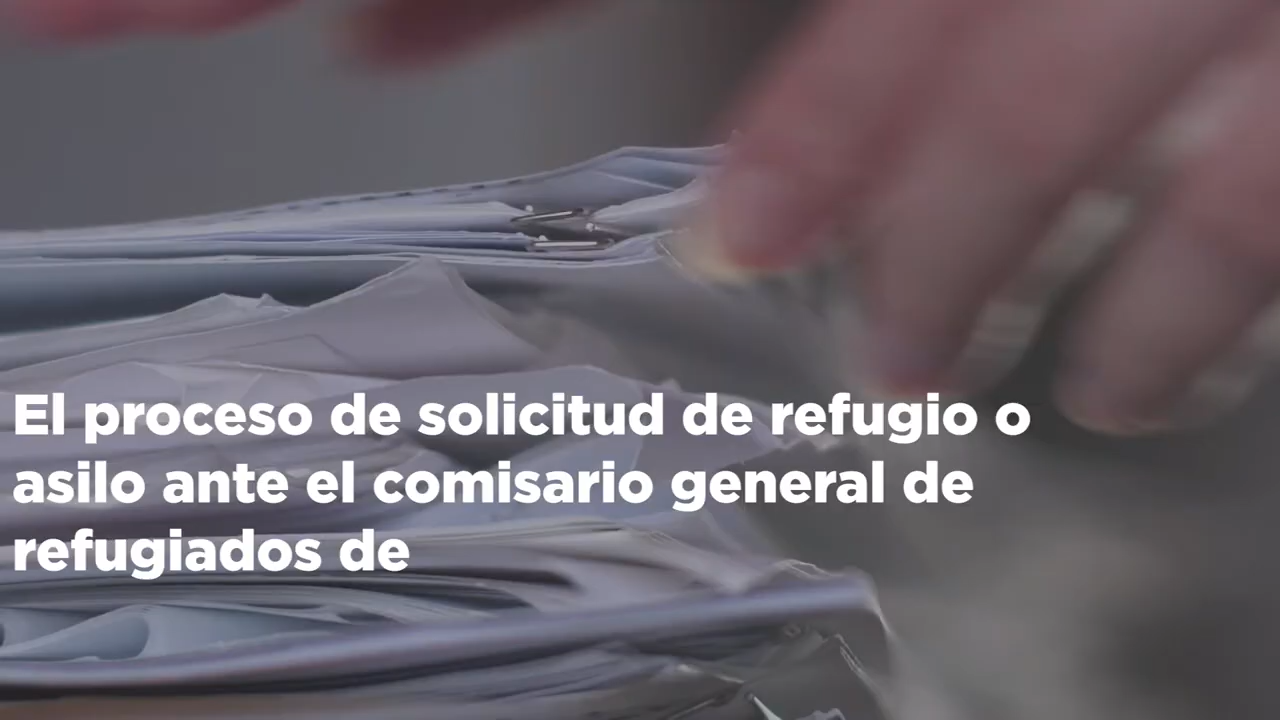 El proceso de solicitud de refugio o
asilo ante el comisario general de
refugiados de